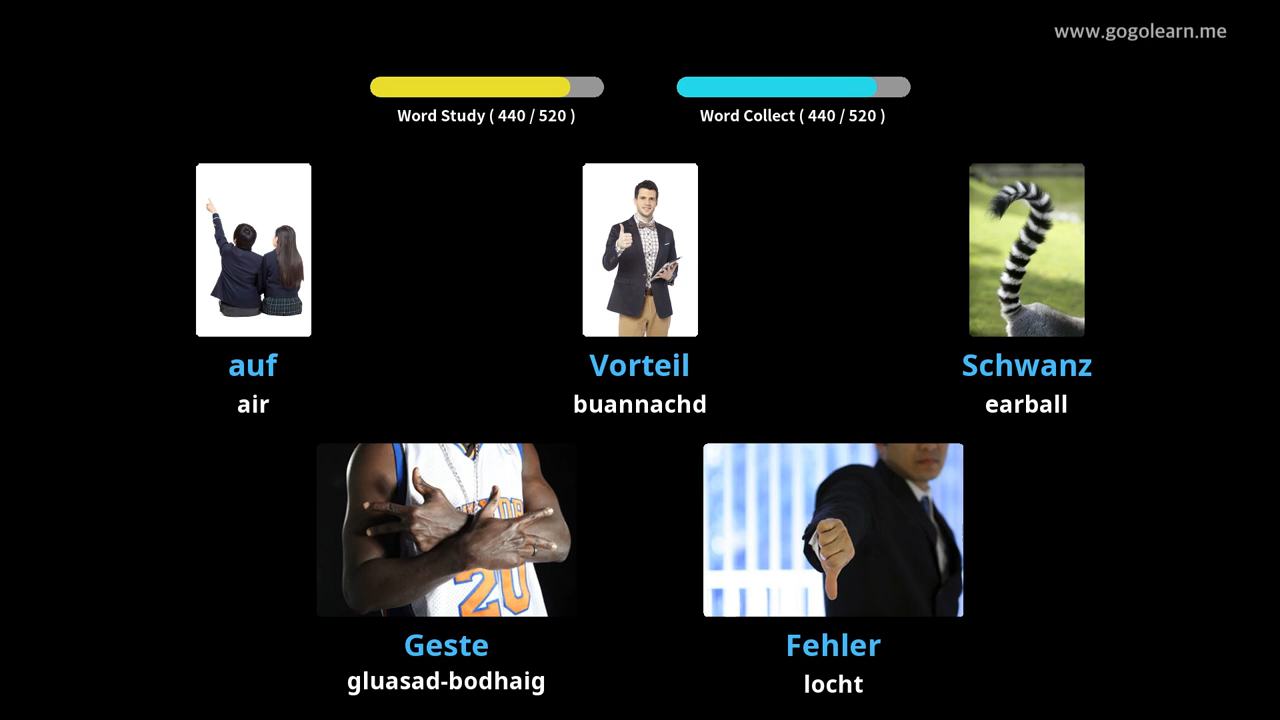 www.gogolearn.me
Word Study ( 440 / 520 )
Word Collect ( 440 / 520 )
auf
air
Vorteil
buannachd
Schwanz
earball
20
Geste
gluasad-bodhaig
Fehler
locht